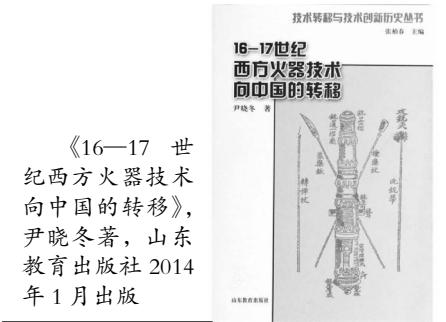 《16—17 世
纪西方火器技术
向中国的转移》，
尹晓冬著，山东
教育出版社 2014
年 1 月出版
技术转移与技术创新历史丛书
张柏春 主编
16-17世纪
西方火器技术
向中国的转移
尹晓冬 著
山东教育出版社